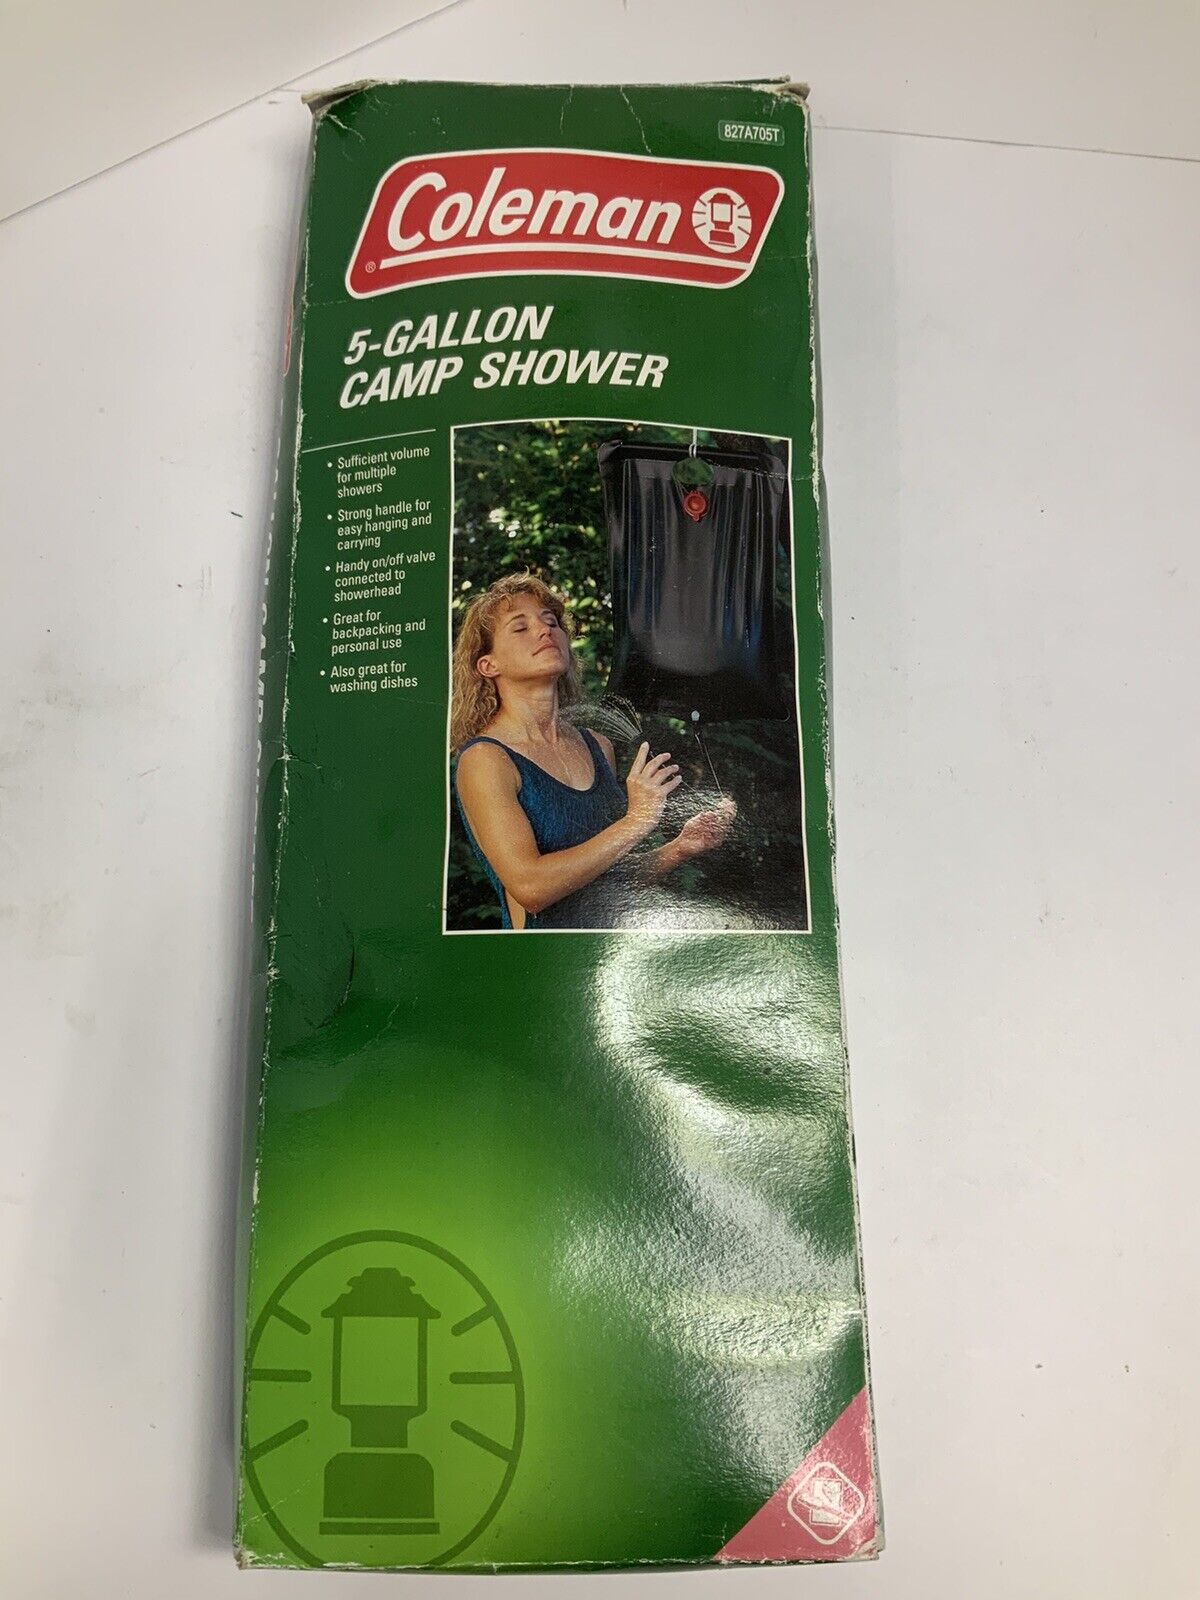 827A705T
Coleman
®
5-GALLON
CAMP SHOWER
• Sufficient volume
for multiple
showers
• Strong handle for
easy hanging and
carrying
• Handy on/off valve
connected to
showerhead
• Great for
backpacking and
personal use
• Also great for
washing dishes